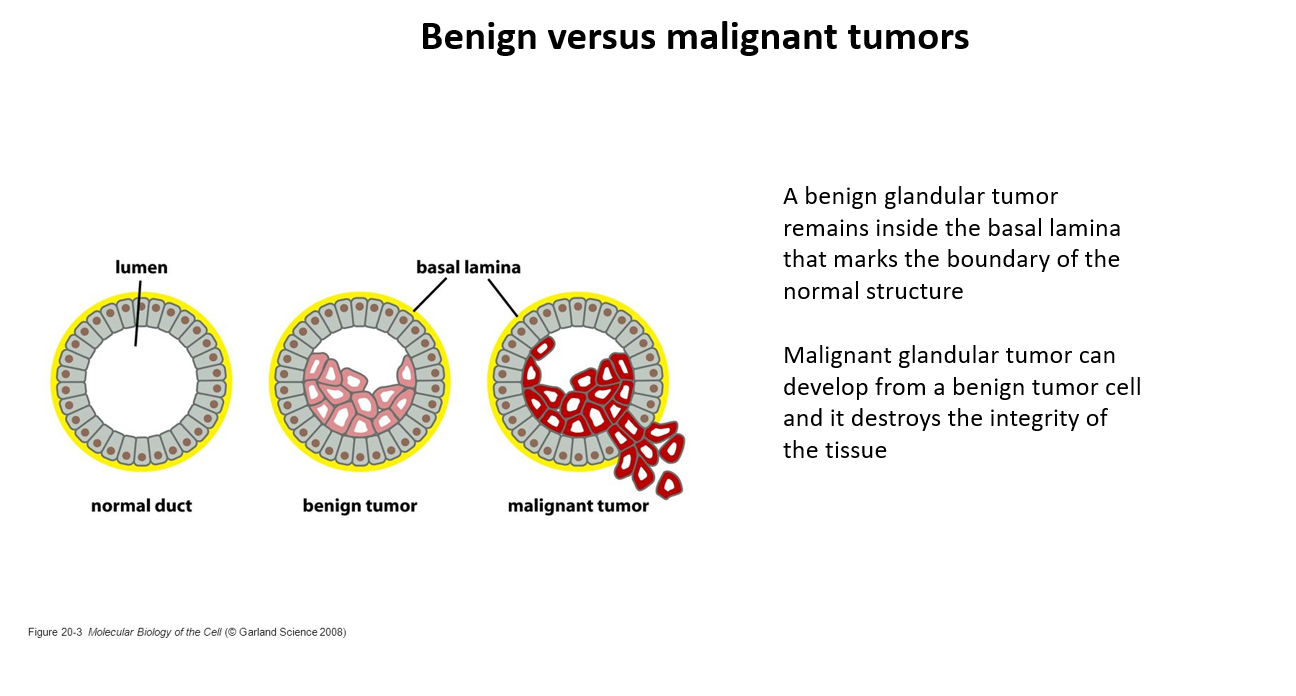 Benign versus malignant tumors
lumen
basal lamina
normal duct
benign tumor
malignant tumor
A benign glandular tumor
remains inside the basal lamina
that marks the boundary of the
normal structure
Malignant glandular tumor can
develop from a benign tumor cell
and it destroys the integrity of
the tissue
Figure 20-3 Molecular Biology of the Cell (© Garland Science 2008)